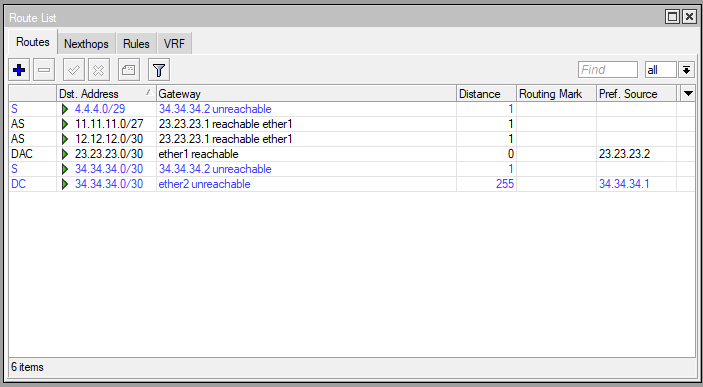 Route List
Routes Nexthops Rules VRF
Find all
Dst. Address Gateway Distance Routing Mark Pref. Source
S 4.4.4.0/29 34.34.34.2 unreachable 1
AS 11.11.11.0/27 23.23.23.1 reachable ether1 1
AS 12.12.12.0/30 23.23.23.1 reachable ether1 1
DAC 23.23.23.0/30 ether1 reachable 0 23.23.23.2
S 34.34.34.0/30 34.34.34.2 unreachable 1
DC 34.34.34.0/30 ether2 unreachable 255 34.34.34.1
6 items